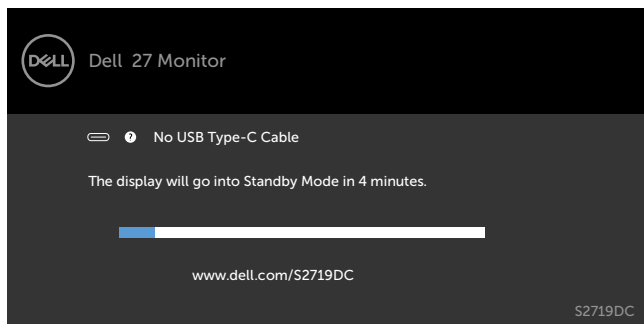 DELL Dell 27 Monitor
? No USB Type-C Cable
The display will go into Standby Mode in 4 minutes.
www.dell.com/S2719DC
S2719DC